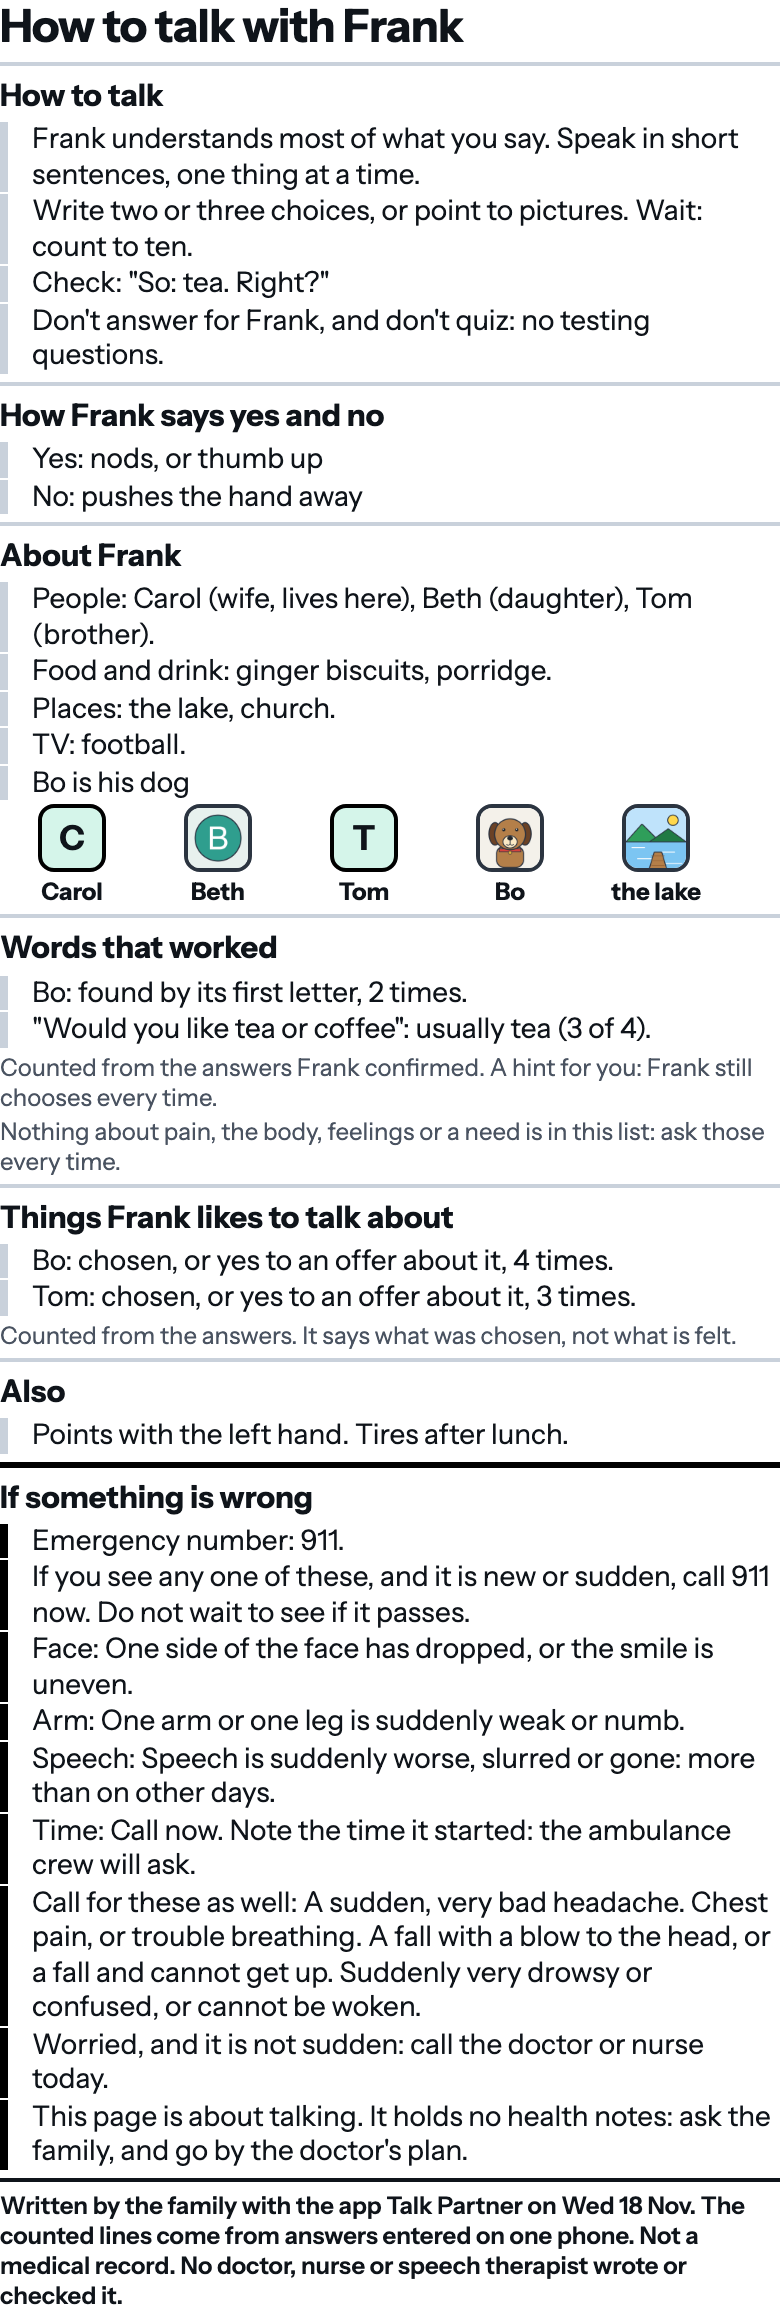 How to talk with Frank
How to talk
Frank understands most of what you say. Speak in short
sentences, one thing at a time.
Write two or three choices, or point to pictures. Wait:
count to ten.
Check: "So: tea. Right?"
Don't answer for Frank, and don't quiz: no testing
questions.
How Frank says yes and no
Yes: nods, or thumb up
No: pushes the hand away
About Frank
People: Carol (wife, lives here), Beth (daughter), Tom
(brother).
Food and drink: ginger biscuits, porridge.
Places: the lake, church.
TV: football.
Bo is his dog
C B T
Carol Beth Tom Bo the lake
Words that worked
Bo: found by its first letter, 2 times.
"Would you like tea or coffee": usually tea (3 of 4).
Counted from the answers Frank confirmed. A hint for you: Frank still
chooses every time.
Nothing about pain, the body, feelings or a need is in this list: ask those
every time.
Things Frank likes to talk about
Bo: chosen, or yes to an offer about it, 4 times.
Tom: chosen, or yes to an offer about it, 3 times.
Counted from the answers. It says what was chosen, not what is felt.
Also
Points with the left hand. Tires after lunch.
If something is wrong
Emergency number: 911.
If you see any one of these, and it is new or sudden, call 911
now. Do not wait to see if it passes.
Face: One side of the face has dropped, or the smile is
uneven.
Arm: One arm or one leg is suddenly weak or numb.
Speech: Speech is suddenly worse, slurred or gone: more
than on other days.
Time: Call now. Note the time it started: the ambulance
crew will ask.
Call for these as well: A sudden, very bad headache. Chest
pain, or trouble breathing. A fall with a blow to the head, or
a fall and cannot get up. Suddenly very drowsy or
confused, or cannot be woken.
Worried, and it is not sudden: call the doctor or nurse
today.
This page is about talking. It holds no health notes: ask the
family, and go by the doctor's plan.
Written by the family with the app Talk Partner on Wed 18 Nov. The
counted lines come from answers entered on one phone. Not a
medical record. No doctor, nurse or speech therapist wrote or
checked it.